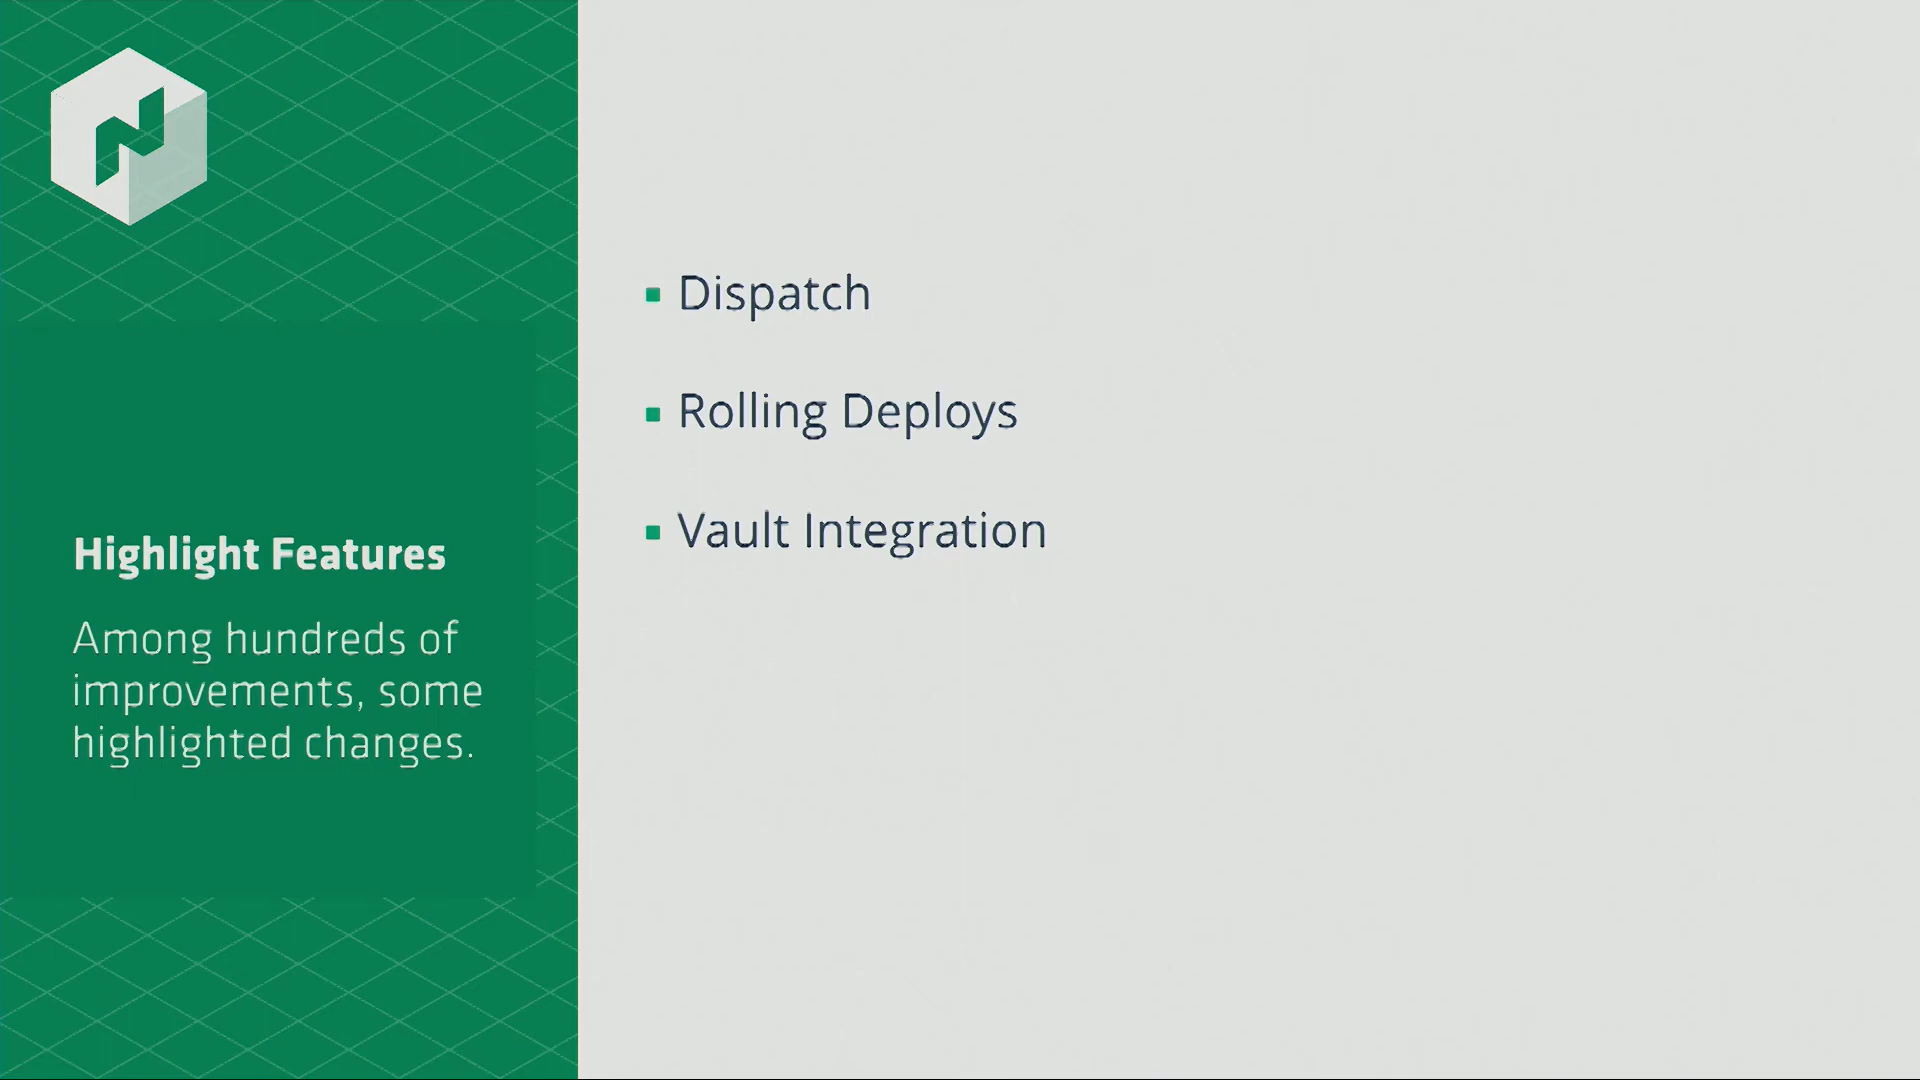 Highlight Features
Among hundreds of
improvements, some
highlighted changes.
Dispatch
Rolling Deploys
Vault Integration